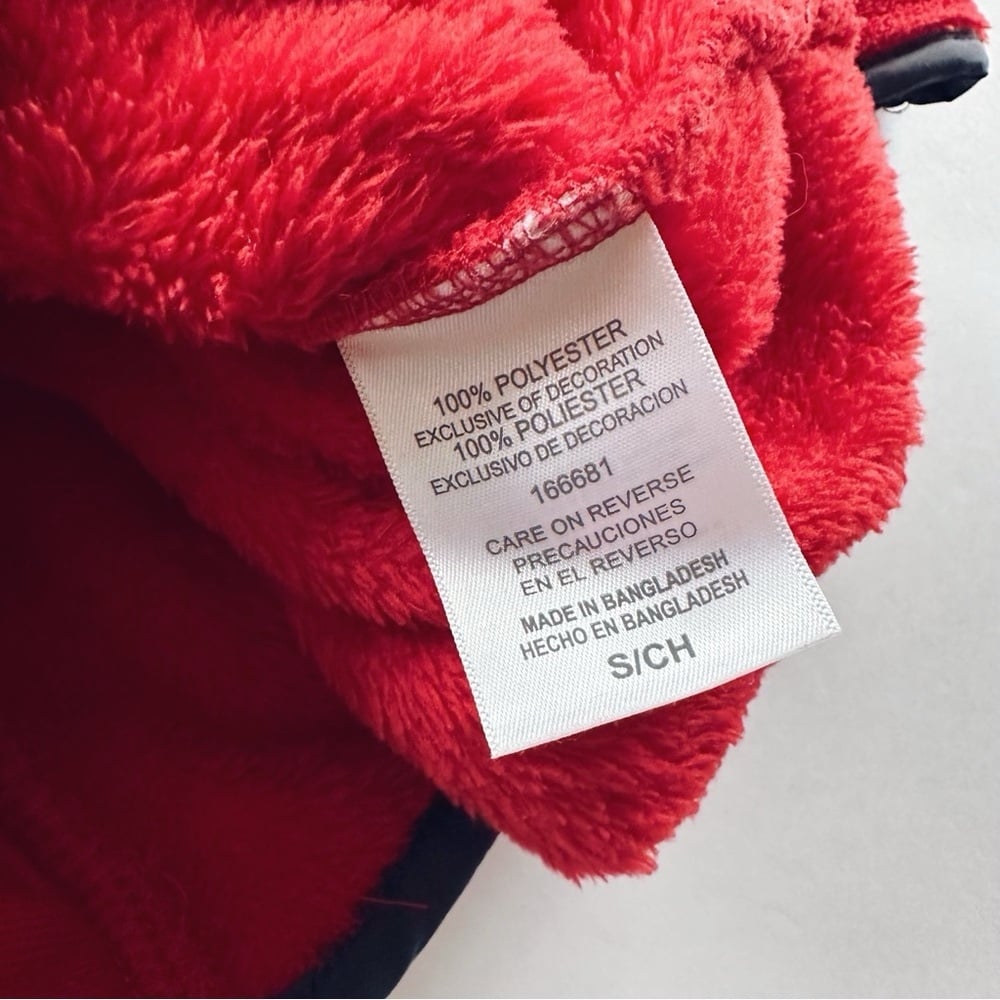 100% POLYESTER
EXCLUSIVE OF DECORATION
100% POLIESTER
EXCLUSIVO DE DECORACION
166681
CARE ON REVERSE
PRECAUCIONES
EN EL REVERSO
MADE IN BANGLADESH
HECHO EN BANGLADESH
S/CH